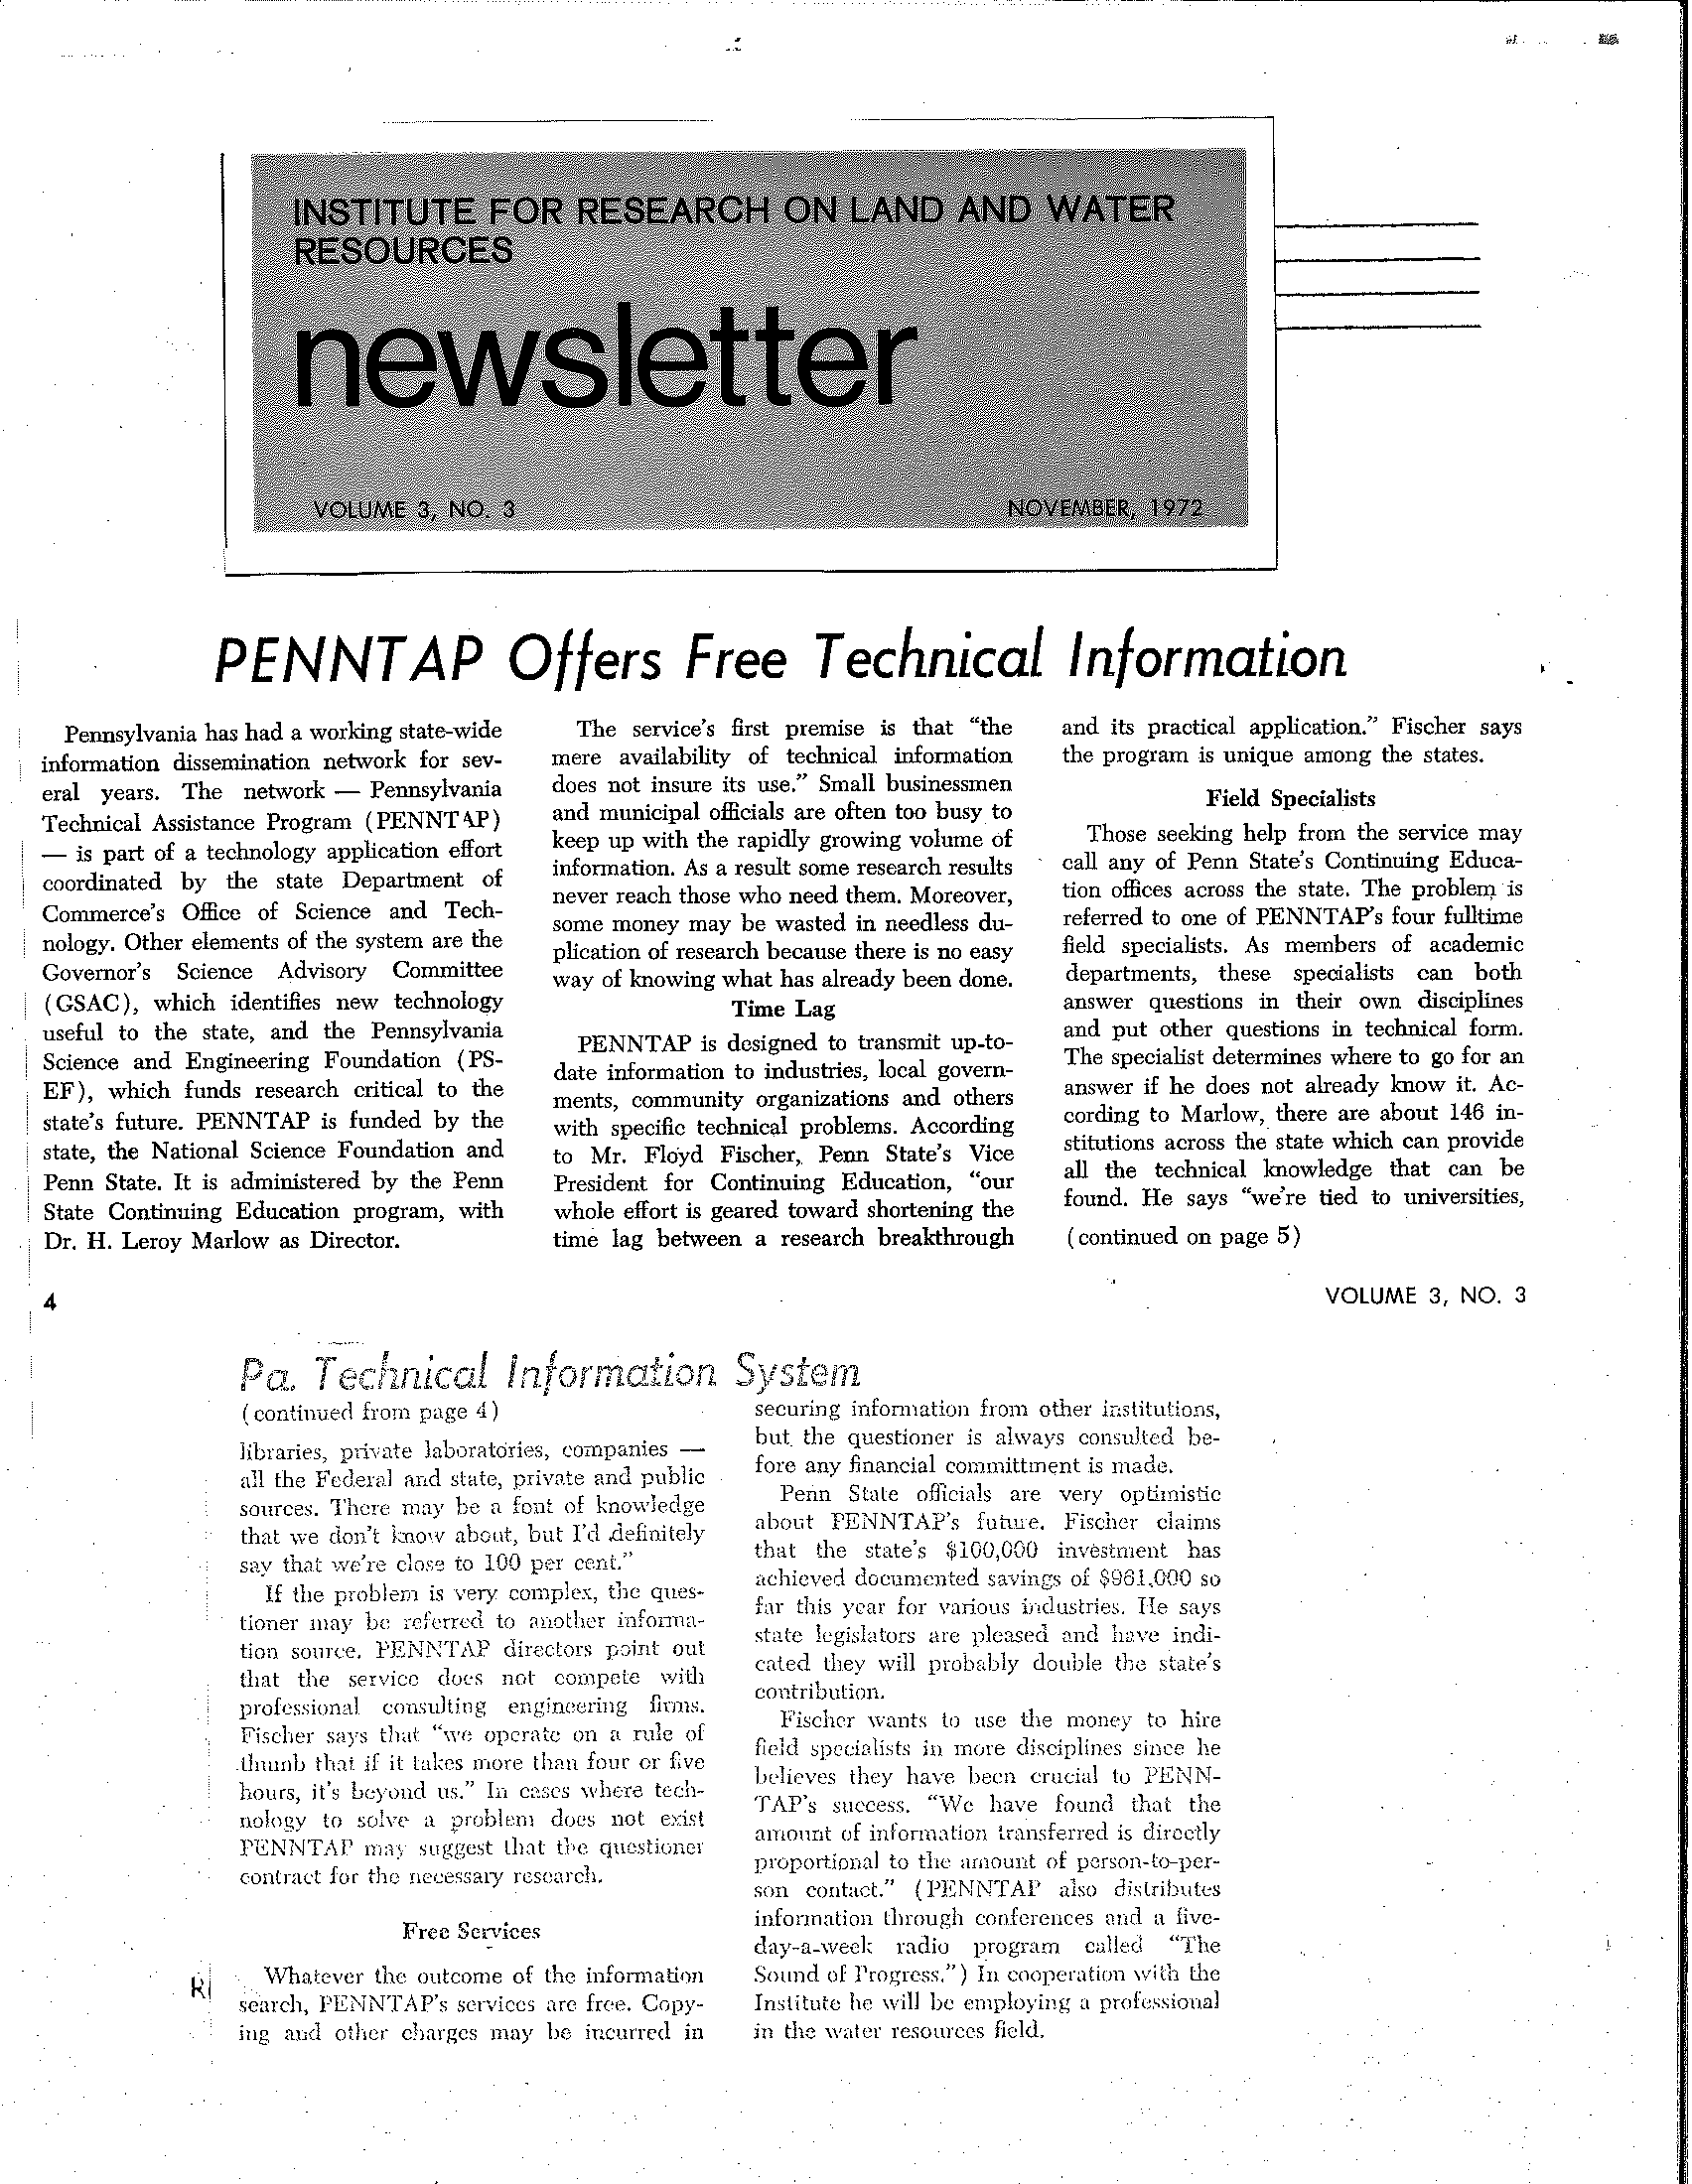 INSTITUTE FOR RESEARCH ON LAND AND WATER
RESOURCES
newsletter
VOLUME 3, NO. 3
NOVEMBER, 1972
PENNTAP Offers Free Technical Information
Pennsylvania has had a working state-wide
information dissemination network for sev-
eral years. The network — Pennsylvania
Technical Assistance Program (PENNTAP)
— is part of a technology application effort
coordinated by the state Department of
Commerce's Office of Science and Tech-
nology. Other elements of the system are the
Governor's Science Advisory Committee
(GSAC), which identifies new technology
useful to the state, and the Pennsylvania
Science and Engineering Foundation (PS-
EF), which funds research critical to the
state's future. PENNTAP is funded by the
state, the National Science Foundation and
Penn State. It is administered by the Penn
State Continuing Education program, with
Dr. H. Leroy Marlow as Director.
The service's first premise is that “the
mere availability of technical information
does not insure its use.” Small businessmen
and municipal officials are often too busy to
keep up with the rapidly growing volume of
information. As a result some research results
never reach those who need them. Moreover,
some money may be wasted in needless du-
plication of research because there is no easy
way of knowing what has already been done.
Time Lag
PENNTAP is designed to transmit up-to-
date information to industries, local govern-
ments, community organizations and others
with specific technical problems. According
to Mr. Floyd Fischer, Penn State's Vice
President for Continuing Education, “our
whole effort is geared toward shortening the
time lag between a research breakthrough
and its practical application.” Fischer says
the program is unique among the states.
Field Specialists
Those seeking help from the service may
call any of Penn State's Continuing Educa-
tion offices across the state. The problem is
referred to one of PENNTAP's four fulltime
field specialists. As members of academic
departments, these specialists can both
answer questions in their own disciplines
and put other questions in technical form.
The specialist determines where to go for an
answer if he does not already know it. Ac-
cording to Marlow, there are about 146 in-
stitutions across the state which can provide
all the technical knowledge that can be
found. He says “we're tied to universities,
(continued on page 5)
4
VOLUME 3, NO. 3
Pa. Technical Information System
(continued from page 4)
libraries, private laboratories, companies —
all the Federal and state, private and public
sources. There may be a font of knowledge
that we don't know about, but I'd definitely
say that we're close to 100 per cent.”
If the problem is very complex, the ques-
tioner may be referred to another informa-
tion source. PENNTAP directors point out
that the service does not compete with
professional consulting engineering firms.
Fischer says that “we operate on a rule of
thumb that if it takes more than four or five
hours, it's beyond us.” In cases where tech-
nology to solve a problem does not exist
PENNTAP may suggest that the questioner
contract for the necessary research.
Free Services
Whatever the outcome of the information
search, PENNTAP's services are free. Copy-
ing and other charges may be incurred in
securing information from other institutions,
but the questioner is always consulted be-
fore any financial committment is made.
Penn State officials are very optimistic
about PENNTAP's future. Fischer claims
that the state's $100,000 investment has
achieved documented savings of $961,000 so
far this year for various industries. He says
state legislators are pleased and have indi-
cated they will probably double the state's
contribution.
Fischer wants to use the money to hire
field specialists in more disciplines since he
believes they have been crucial to PENN-
TAP's success. “We have found that the
amount of information transferred is directly
proportional to the amount of person-to-per-
son contact.” (PENNTAP also distributes
information through conferences and a five-
day-a-week radio program called “The
Sound of Progress.”) In cooperation with the
Institute he will be employing a professional
in the water resources field.